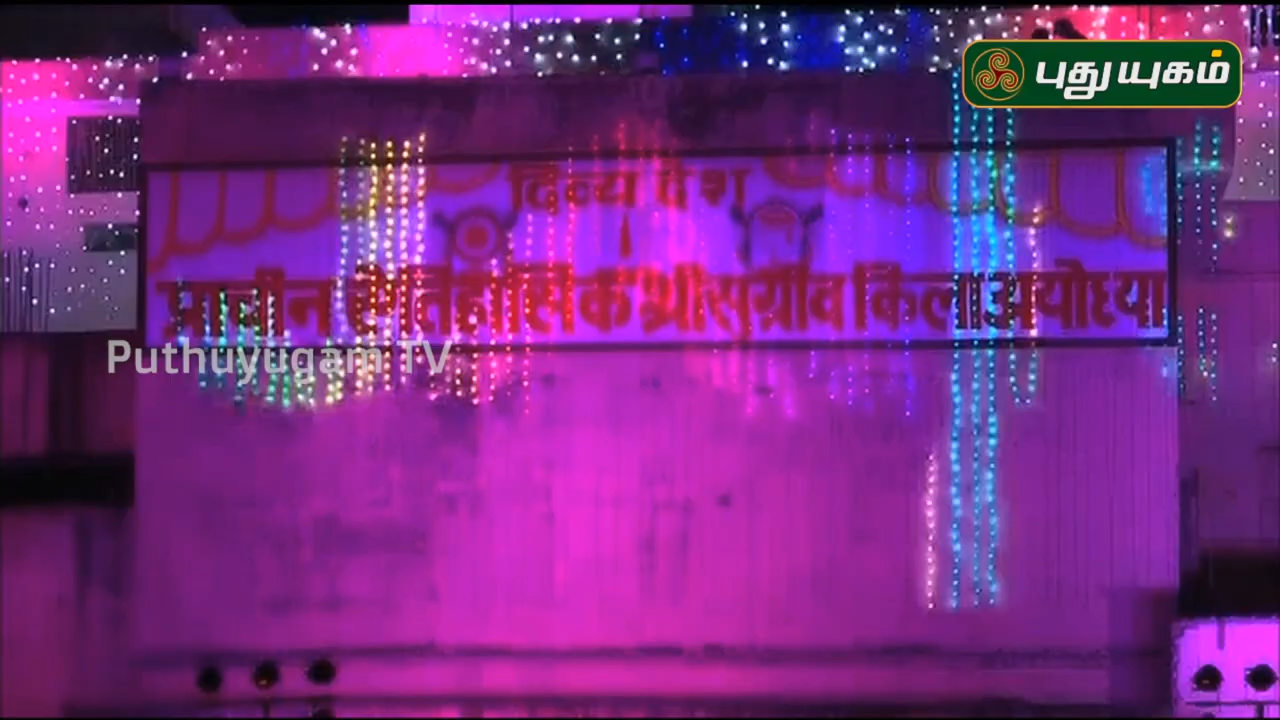 புதுயுகம்
दिव्य देश
प्राचीन ऐतिहासिक श्री सुग्रीव किला अयोध्या
Puthuyugam TV